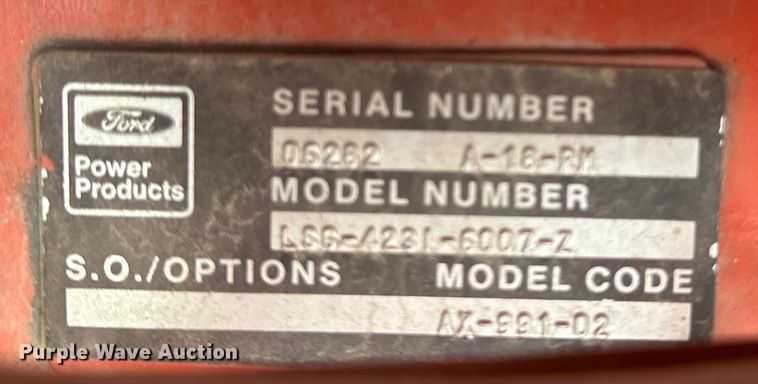 Ford
Power
Products
SERIAL NUMBER
06262 A-18-RM
MODEL NUMBER
LSG-423I-6007-Z
S.O./OPTIONS MODEL CODE
AX-991-02
Purple Wave Auction